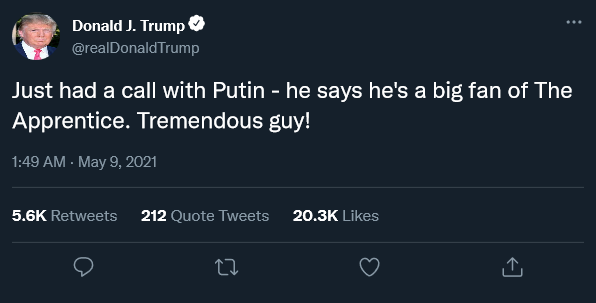 Donald J. Trump
@realDonaldTrump
Just had a call with Putin - he says he's a big fan of The
Apprentice. Tremendous guy!
1:49 AM · May 9, 2021
5.6K Retweets 212 Quote Tweets 20.3K Likes